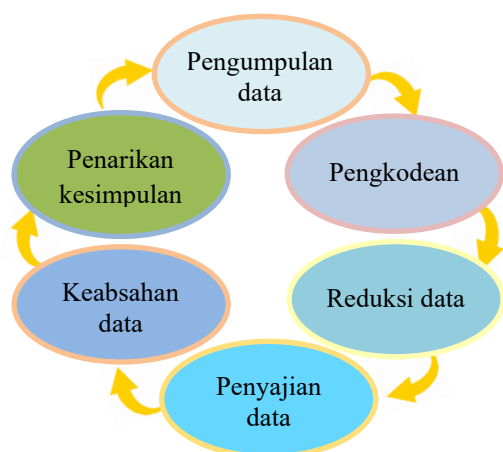 Pengumpulan
data
Pengkodean
Reduksi data
Penyajian
data
Keabsahan
data
Penarikan
kesimpulan